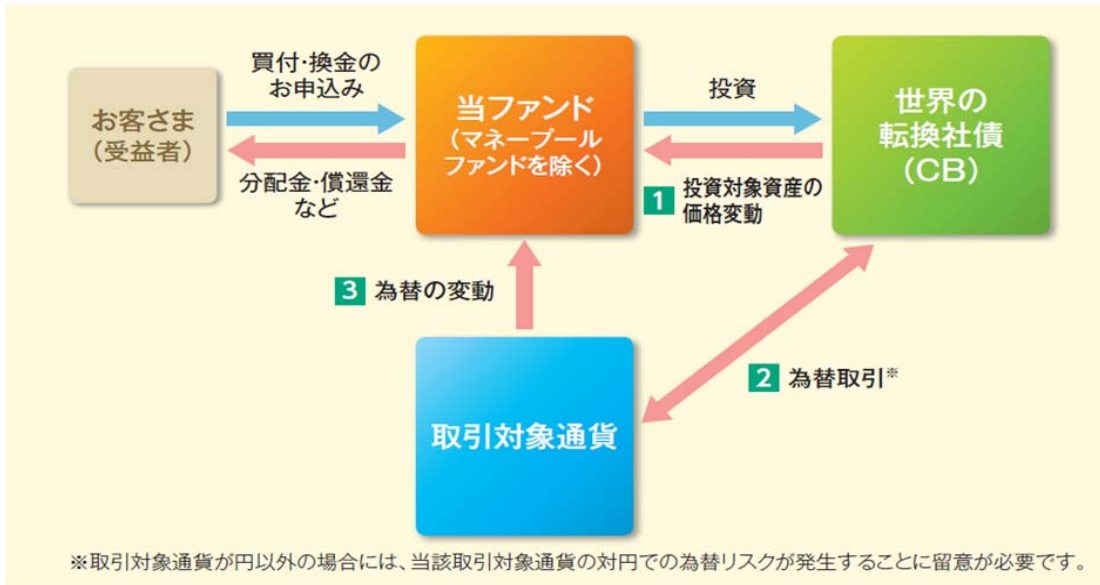 買付・換金の
お申込み
お客さま
(受益者)
分配金・償還金
など
当ファンド
(マネープール
ファンドを除く)
投資
世界の
転換社債
(CB)
1 投資対象資産の
価格変動
3 為替の変動
2 為替取引※
取引対象通貨
※取引対象通貨が円以外の場合には、当該取引対象通貨の対円での為替リスクが発生することに留意が必要です。